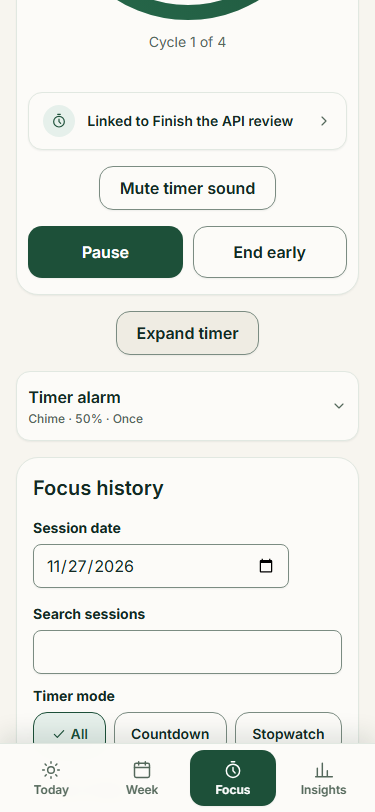 Cycle 1 of 4
Linked to Finish the API review
Mute timer sound
Pause
End early
Expand timer
Timer alarm
Chime · 50% · Once
Focus history
Session date
11/27/2026
Search sessions
Timer mode
All
Countdown
Stopwatch
Today
Week
Focus
Insights